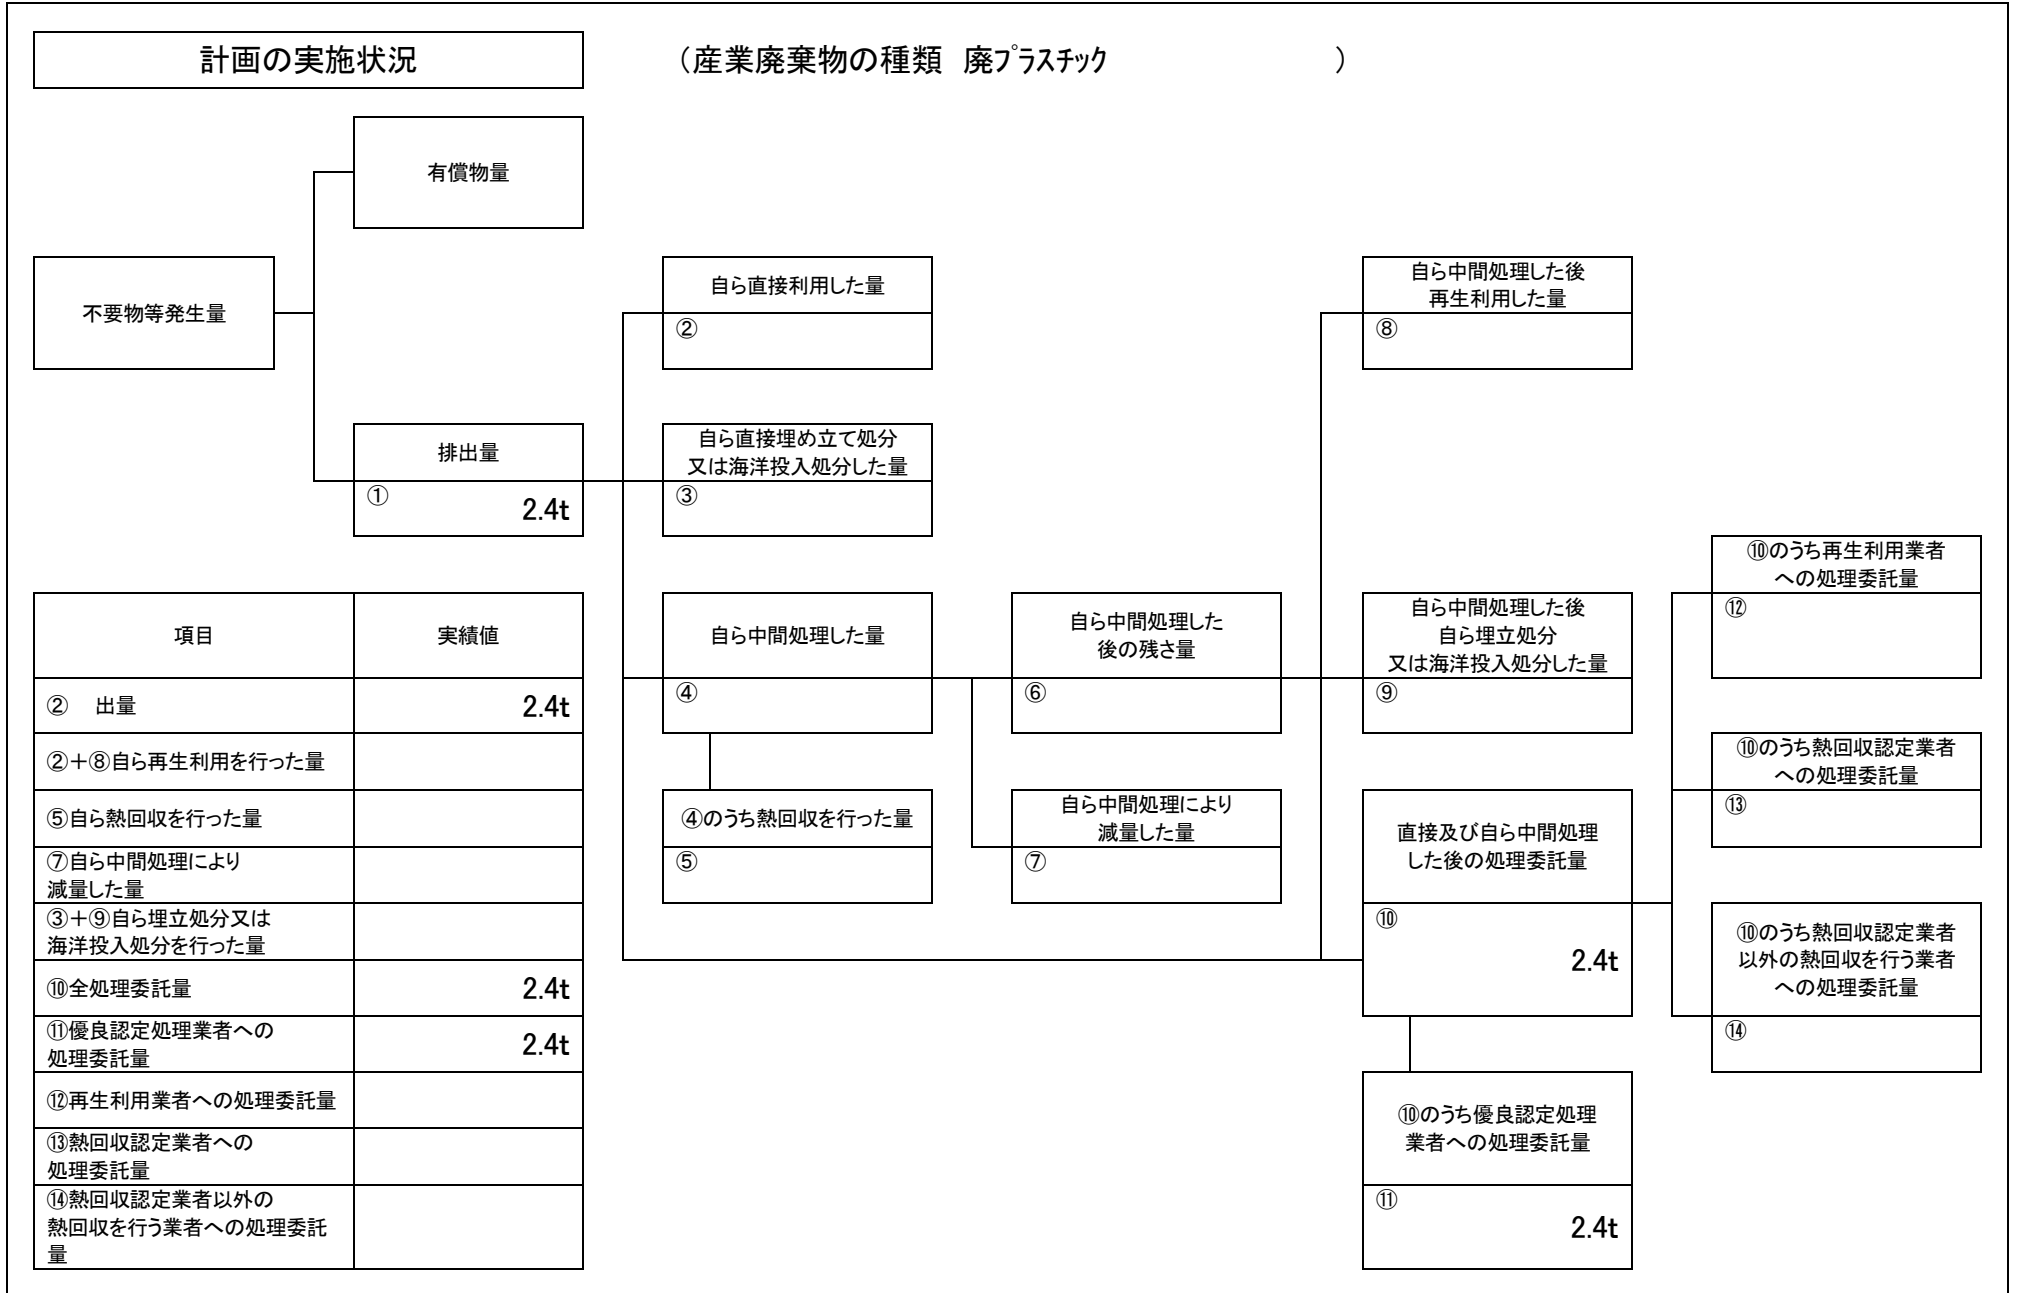 計画の実施状況
（産業廃棄物の種類 廃プラスチック ）
有償物量
不要物等発生量
自ら直接利用した量
②
自ら中間処理した後
再生利用した量
⑧
排出量
①
2.4t
自ら直接埋め立て処分
又は海洋投入処分した量
③
項目
実績値
② 出量
2.4t
②＋⑧自ら再生利用を行った量
⑤自ら熱回収を行った量
⑦自ら中間処理により
減量した量
③＋⑨自ら埋立処分又は
海洋投入処分を行った量
⑩全処理委託量
2.4t
⑪優良認定処理業者への
処理委託量
2.4t
⑫再生利用業者への処理委託量
⑬熱回収認定業者への
処理委託量
⑭熱回収認定業者以外の
熱回収を行う業者への処理委託
量
自ら中間処理した量
④
④のうち熱回収を行った量
⑤
自ら中間処理した
後の残さ量
⑥
自ら中間処理により
減量した量
⑦
自ら中間処理した後
自ら埋立処分
又は海洋投入処分した量
⑨
直接及び自ら中間処理
した後の処理委託量
⑩
2.4t
⑩のうち優良認定処理
業者への処理委託量
⑪
2.4t
⑩のうち再生利用業者
への処理委託量
⑫
⑩のうち熱回収認定業者
への処理委託量
⑬
⑩のうち熱回収認定業者
以外の熱回収を行う業者
への処理委託量
⑭